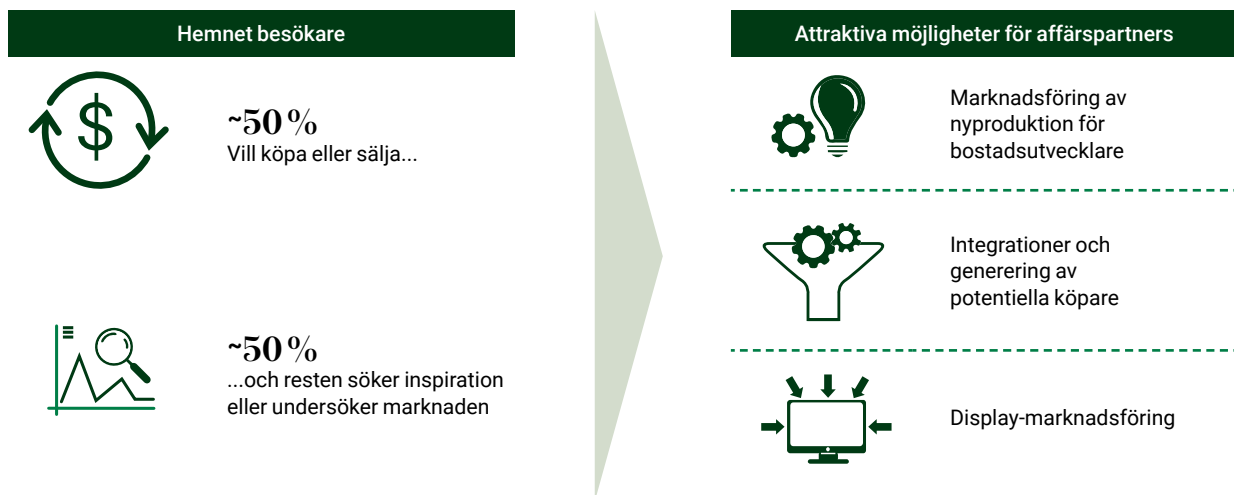 Hemnet besökare
~50 %
Vill köpa eller sälja...
~50 %
...och resten söker inspiration
eller undersöker marknaden
Attraktiva möjligheter för affärspartners
Marknadsföring av
nyproduktion för
bostadsutvecklare
Integrationer och
generering av
potentiella köpare
Display-marknadsföring